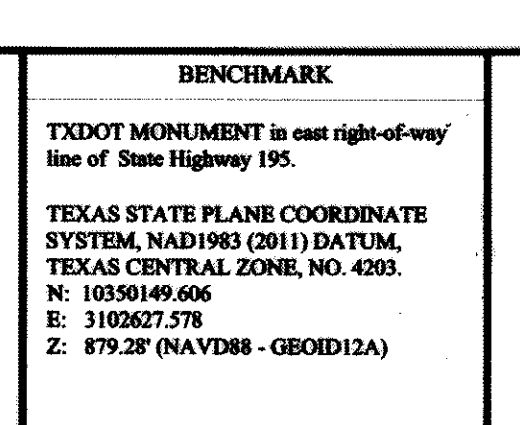 BENCHMARK
TXDOT MONUMENT in east right-of-way
line of State Highway 195.
TEXAS STATE PLANE COORDINATE
SYSTEM, NAD1983 (2011) DATUM,
TEXAS CENTRAL ZONE, NO. 4203.
N: 10350149.606
E: 3102627.578
Z: 879.28' (NAVD88 - GEOID12A)